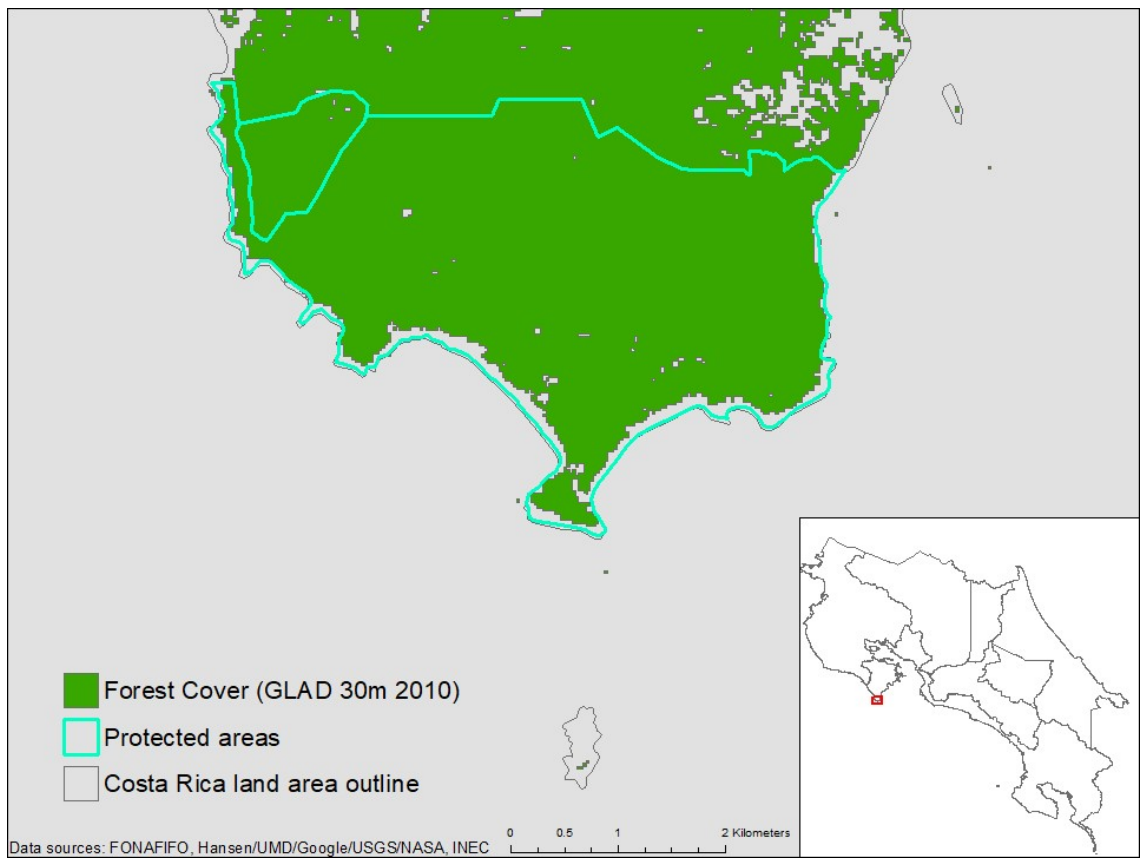 Forest Cover (GLAD 30m 2010)
Protected areas
Costa Rica land area outline
0 0.5 1 2 Kilometers
Data sources: FONAFIFO, Hansen/UMD/Google/USGS/NASA, INEC